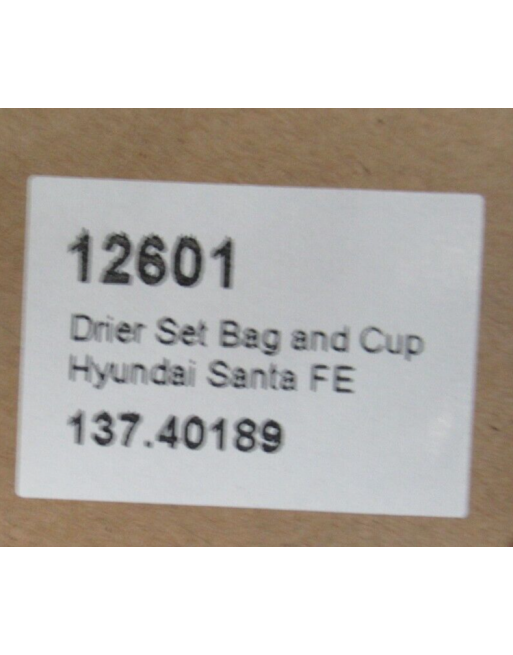 12601
Drier Set Bag and Cup
Hyundai Santa FE
137.40189